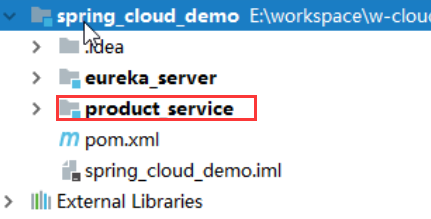 spring_cloud_demo E:\workspace\w-cloud
.idea
eureka_server
product_service
pom.xml
spring_cloud_demo.iml
External Libraries